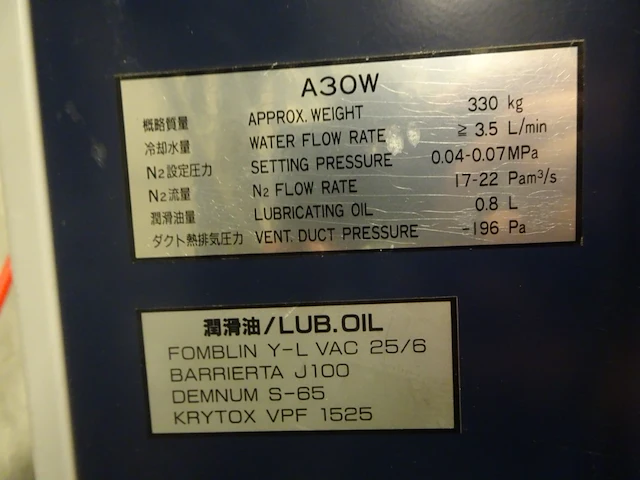 A30W
概略質量 APPROX. WEIGHT 330 kg
冷却水量 WATER FLOW RATE ≧ 3.5 L/min
N₂設定圧力 SETTING PRESSURE 0.04-0.07MPa
N₂流量 N₂ FLOW RATE 17-22 Pam³/s
潤滑油量 LUBRICATING OIL 0.8 L
ダクト熱排気圧力 VENT. DUCT PRESSURE -196 Pa
潤滑油/LUB.OIL
FOMBLIN Y-L VAC 25/6
BARRIERTA J100
DEMNUM S-65
KRYTOX VPF 1525